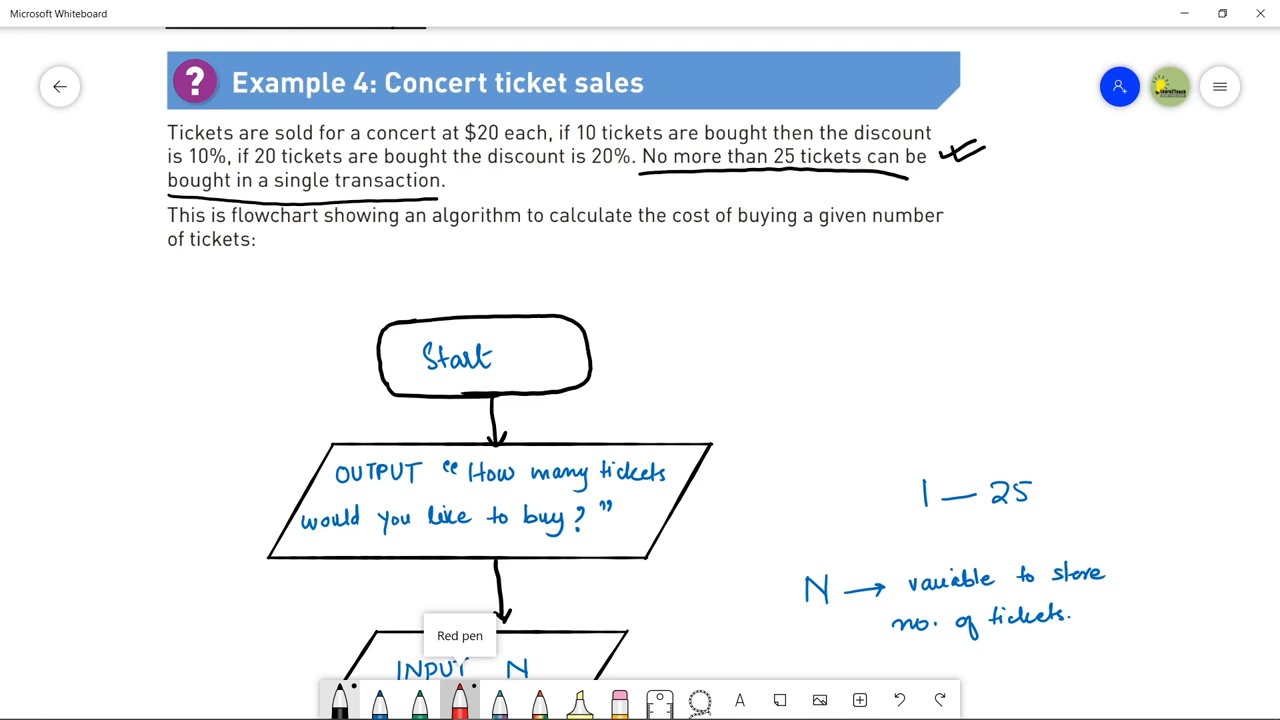 Microsoft Whiteboard
?
Example 4: Concert ticket sales
Tickets are sold for a concert at $20 each, if 10 tickets are bought then the discount
is 10%, if 20 tickets are bought the discount is 20%. No more than 25 tickets can be
bought in a single transaction.
This is flowchart showing an algorithm to calculate the cost of buying a given number
of tickets:
Start
OUTPUT "How many tickets
would you like to buy?"
1 — 25
N → variable to store
no. of tickets.
Red pen
INPUT N
A